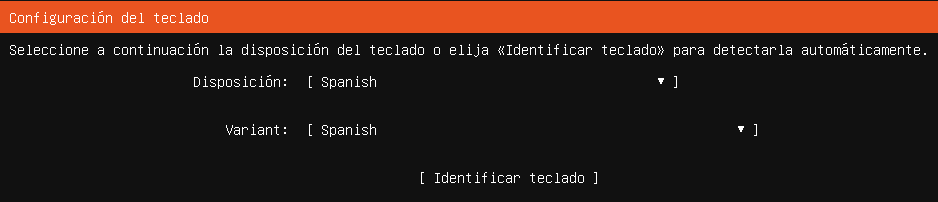 Configuración del teclado
Seleccione a continuación la disposición del teclado o elija «Identificar teclado» para detectarla automáticamente.
Disposición: [ Spanish ▾ ]
Variant: [ Spanish ▾ ]
[ Identificar teclado ]